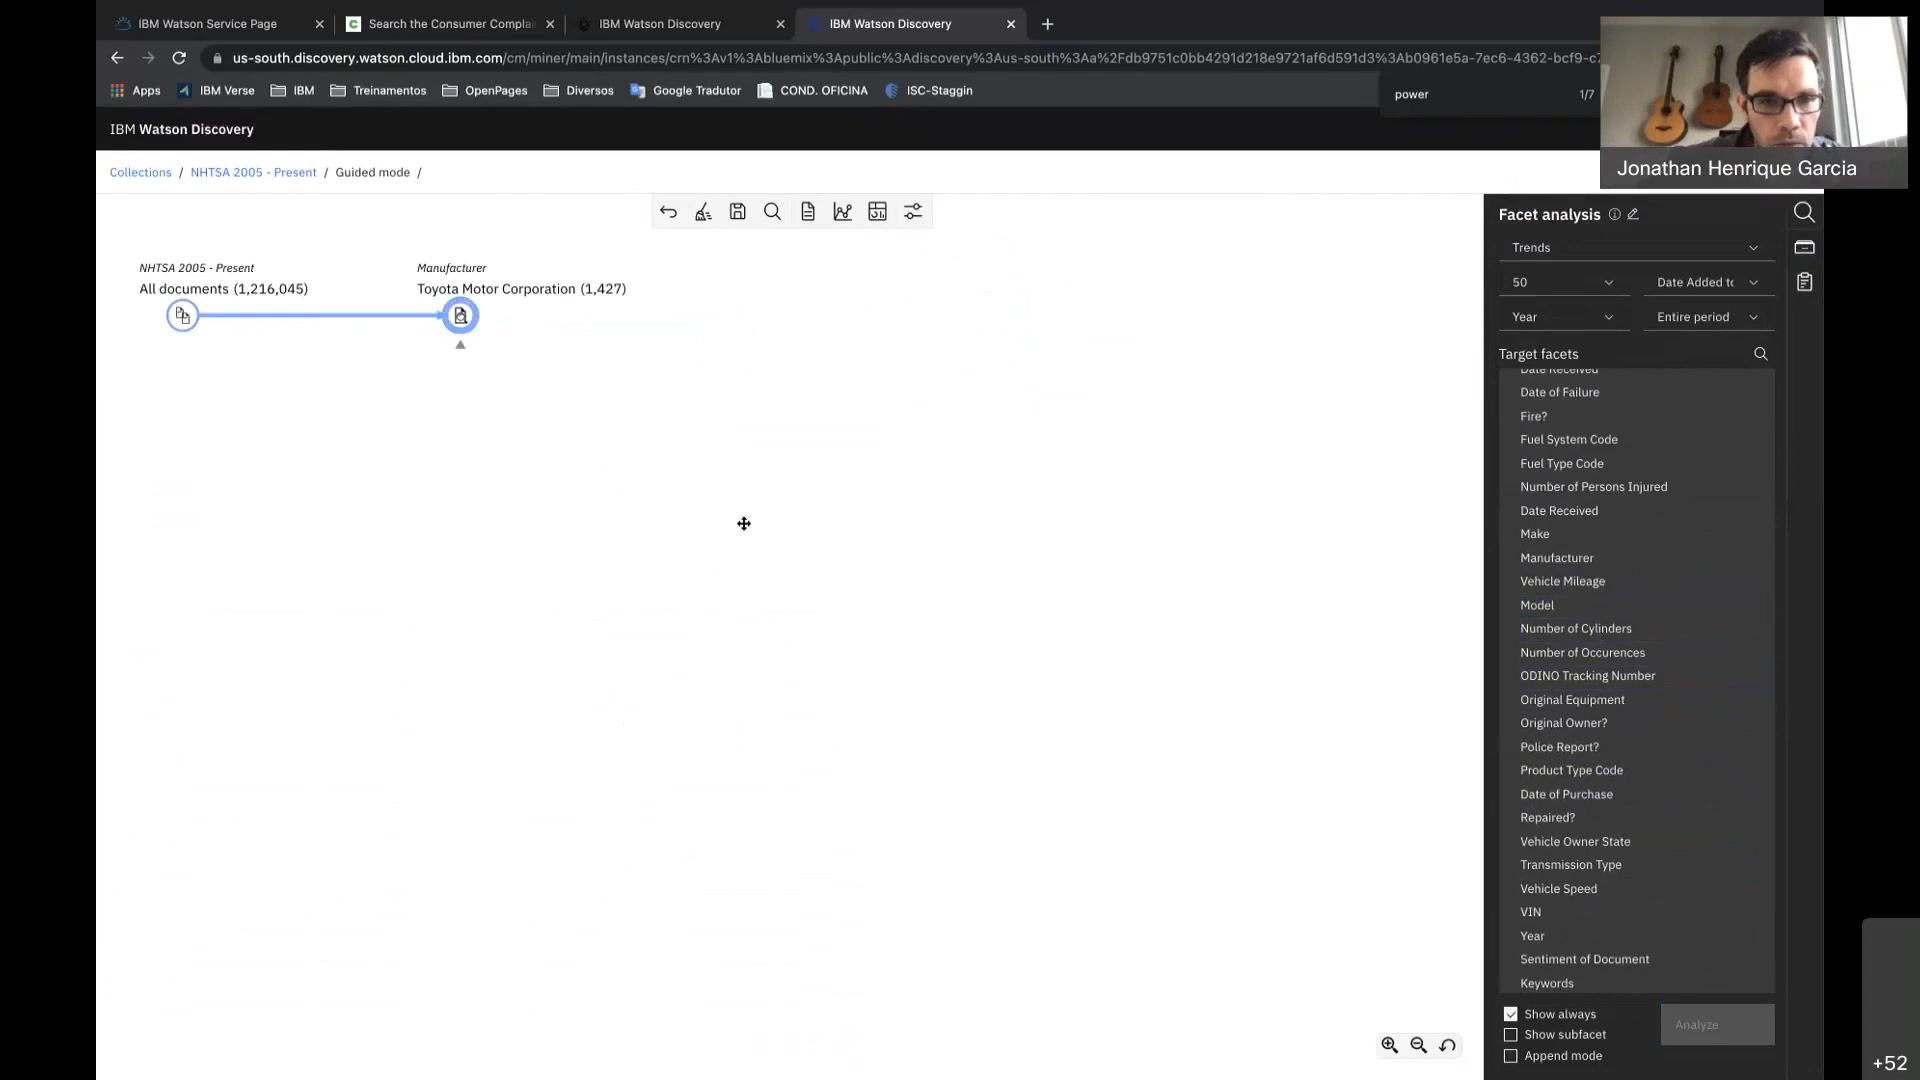 IBM Watson Service Page
Search the Consumer Complai
IBM Watson Discovery
IBM Watson Discovery
us-south.discovery.watson.cloud.ibm.com/cm/miner/main/instances/crn%3Av1%3Abluemix%3Apublic%3Adiscovery%3Aus-south%3Aa%2Fdb9751c0bb4291d218e9721af6d591d3%3Ab0961e5a-7ec6-4362-bcf9-c7
Apps
IBM Verse
IBM
Treinamentos
OpenPages
Diversos
Google Tradutor
COND. OFICINA
ISC-Staggin
power
1/7
Jonathan Henrique Garcia
IBM Watson Discovery
Collections / NHTSA 2005 - Present / Guided mode /
NHTSA 2005 - Present
All documents (1,216,045)
Manufacturer
Toyota Motor Corporation (1,427)
Facet analysis
Trends
50
Date Added to
Year
Entire period
Target facets
Date Received
Date of Failure
Fire?
Fuel System Code
Fuel Type Code
Number of Persons Injured
Date Received
Make
Manufacturer
Vehicle Mileage
Model
Number of Cylinders
Number of Occurences
ODINO Tracking Number
Original Equipment
Original Owner?
Police Report?
Product Type Code
Date of Purchase
Repaired?
Vehicle Owner State
Transmission Type
Vehicle Speed
VIN
Year
Sentiment of Document
Keywords
Show always
Show subfacet
Append mode
Analyze
+52